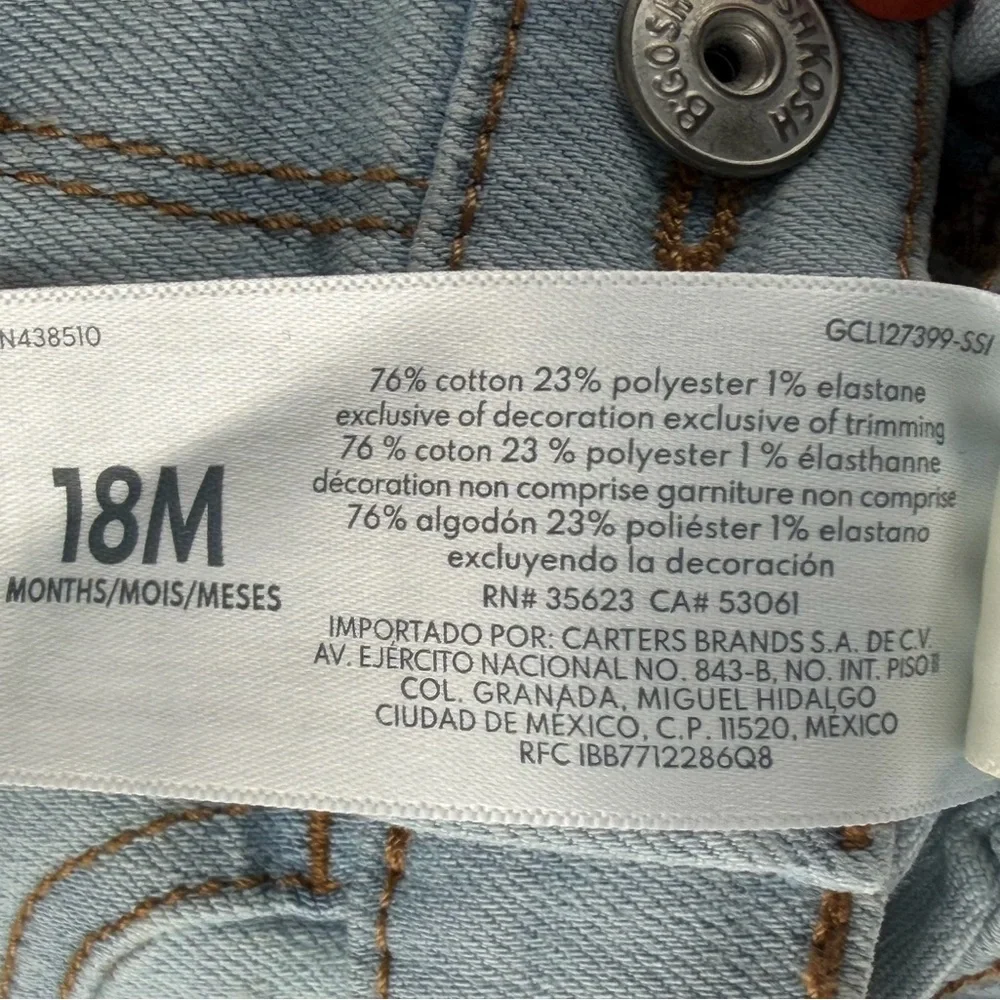 B'GOSH OSHKOSH
N438510
GCL127399-SS1
76% cotton 23% polyester 1% elastane
exclusive of decoration exclusive of trimming
76 % coton 23 % polyester 1 % élasthanne
décoration non comprise garniture non comprise
76% algodón 23% poliéster 1% elastano
excluyendo la decoración
18M
MONTHS/MOIS/MESES
RN# 35623 CA# 53061
IMPORTADO POR: CARTERS BRANDS S.A. DE C.V.
AV. EJÉRCITO NACIONAL NO. 843-B, NO. INT. PISO
COL. GRANADA, MIGUEL HIDALGO
CIUDAD DE MÉXICO, C.P. 11520, MÉXICO
RFC IBB7712286Q8